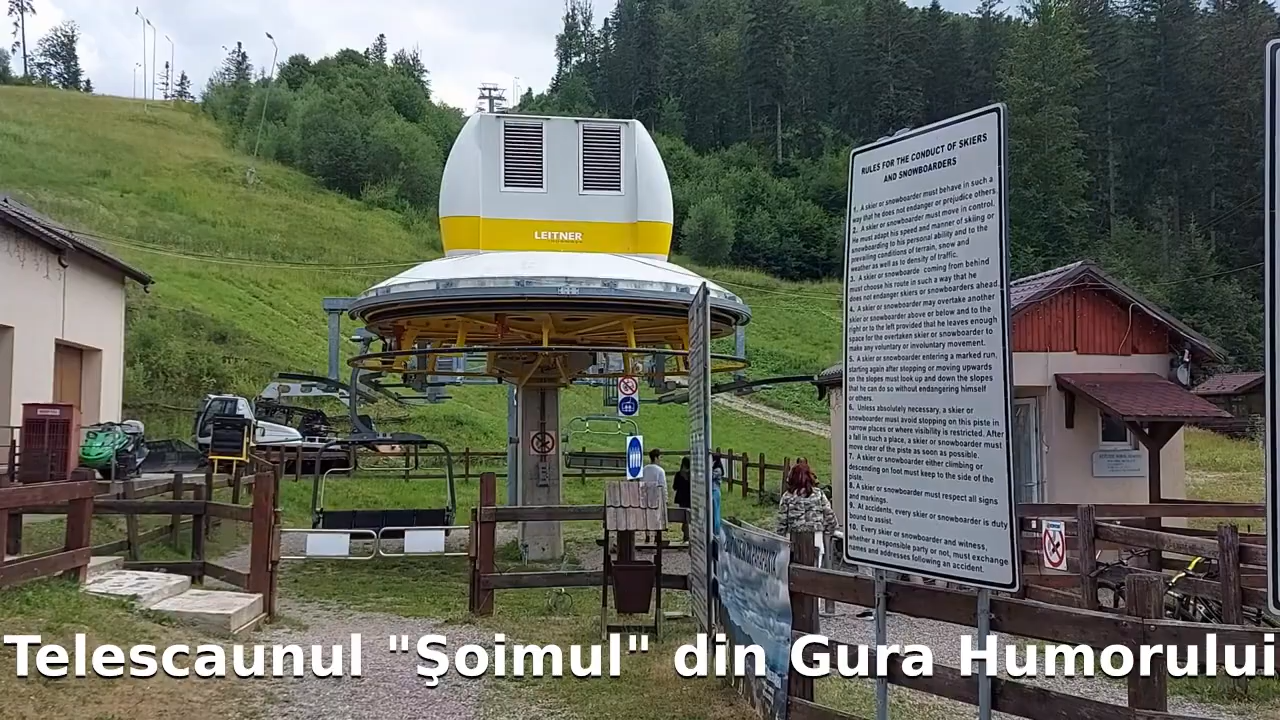 LEITNER
RULES FOR THE CONDUCT OF SKIERS
AND SNOWBOARDERS
1. A skier or snowboarder must behave in such a
way that he does not endanger or prejudice others.
2. A skier or snowboarder must move in control.
He must adapt his speed and manner of skiing or
snowboarding to his personal ability and to the
prevailing conditions of terrain, snow and
weather as well as to density of traffic.
3. A skier or snowboarde coming from behind
must choose his route in such a way that he
does not endanger skiers or snowboarders ahead.
4. A skier or snowboarder may overtake another
skier or snowboarder above or below and to the
right or to the left provided that he leaves enough
space for the overtaken skier or snowboarder to
make any voluntary or involuntary movement.
5. A skier or snowboarder entering a marked run,
starting again after stopping or moving upwards
on the slopes must look up and down the slopes
that he can do so without endangering himself
or others.
6. Unless absolutely necessary, a skier or
snowboarder must avoid stopping on this piste in
narrow places or where visibility is restricted. After
a fall in such a place, a skier or snowboarder must
move clear of the piste as soon as possible.
7. A skier or snowboarder either climbing or
descending on foot must keep to the side of the
piste.
8. A skier or snowboarder must respect all signs
and markings.
9. At accidents, every skier or snowboarder is duty
bound to assist.
10. Every skier or snowboarder and witness,
whether a responsible party or not, must exchange
names and addresses following an accident.
Telescaunul "Şoimul" din Gura Humorului